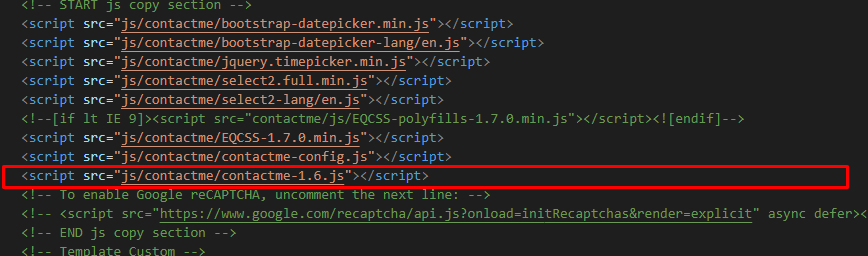 <!-- START js copy section -->
<script src="js/contactme/bootstrap-datepicker.min.js"></script>
<script src="js/contactme/bootstrap-datepicker-lang/en.js"></script>
<script src="js/contactme/jquery.timepicker.min.js"></script>
<script src="js/contactme/select2.full.min.js"></script>
<script src="js/contactme/select2-lang/en.js"></script>
<!--[if lt IE 9]><script src="contactme/js/EQCSS-polyfills-1.7.0.min.js"></script><![endif]-->
<script src="js/contactme/EQCSS-1.7.0.min.js"></script>
<script src="js/contactme/contactme-config.js"></script>
<script src="js/contactme/contactme-1.6.js"></script>
<!-- To enable Google reCAPTCHA, uncomment the next line: -->
<!-- <script src="https://www.google.com/recaptcha/api.js?onload=initRecaptchas&render=explicit" async defer><
<!-- END js copy section -->
<!-- Template Custom -->